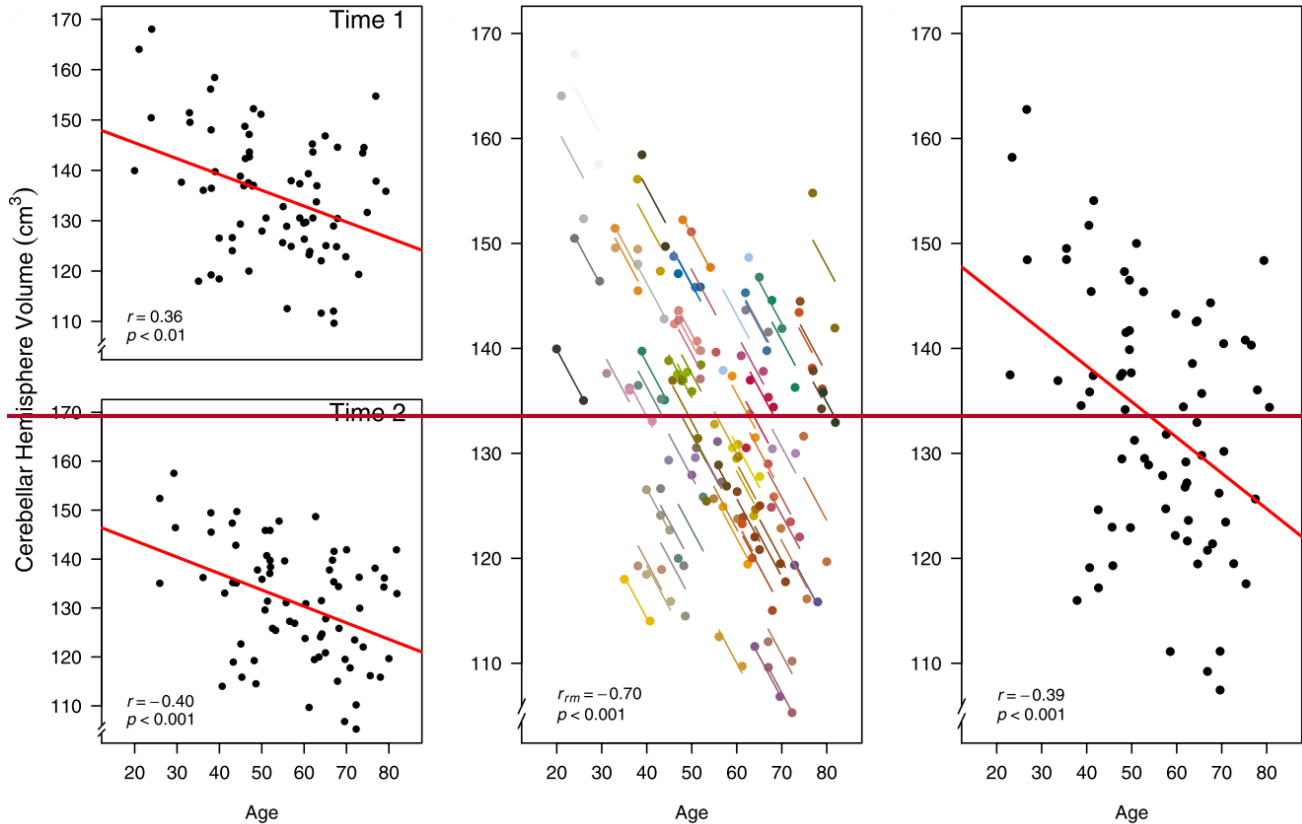 Time 1
170
160
150
140
130
120
110
r = 0.36
p < 0.01
Time 2
170
160
150
140
130
120
110
r = −0.40
p < 0.001
20 30 40 50 60 70 80
Age
Cerebellar Hemisphere Volume (cm³)
170
160
150
140
130
120
110
rrm = −0.70
p < 0.001
20 30 40 50 60 70 80
Age
170
160
150
140
130
120
110
r = −0.39
p < 0.001
20 30 40 50 60 70 80
Age